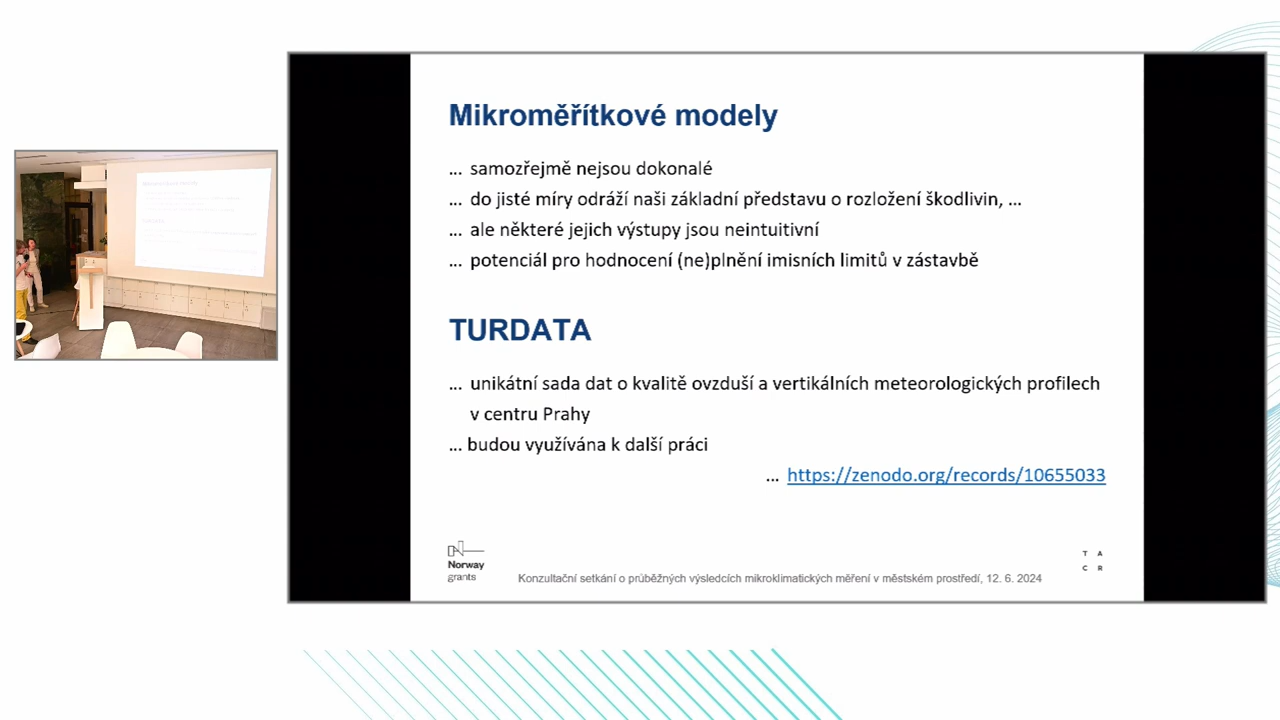 Mikroměřítkové modely
... samozřejmě nejsou dokonalé
... do jisté míry odráží naši základní představu o rozložení škodlivin, ...
... ale některé jejich výstupy jsou neintuitivní
... potenciál pro hodnocení (ne)plnění imisních limitů v zástavbě
TURDATA
... unikátní sada dat o kvalitě ovzduší a vertikálních meteorologických profilech
v centru Prahy
... budou využívána k další práci
... https://zenodo.org/records/10655033
Norway
grants
Konzultační setkání o průběžných výsledcích mikroklimatických měření v městském prostředí, 12. 6. 2024
T A
C R